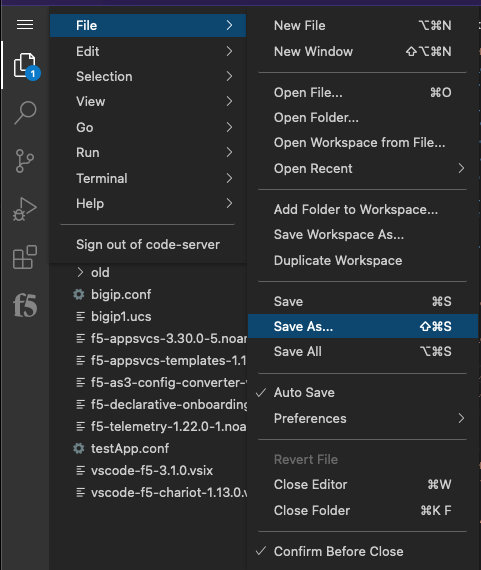 File
Edit
Selection
View
Go
Run
Terminal
Help
Sign out of code-server
New File ⌥⌘N
New Window ⇧⌥⌘N
Open File... ⌘O
Open Folder...
Open Workspace from File...
Open Recent
Add Folder to Workspace...
Save Workspace As...
Duplicate Workspace
Save ⌘S
Save As... ⇧⌘S
Save All ⌥⌘S
✓ Auto Save
Preferences
Revert File
Close Editor ⌘W
Close Folder ⌘K F
✓ Confirm Before Close
1
f5
old
bigip.conf
bigip1.ucs
f5-appsvcs-3.30.0-5.noar
f5-appsvcs-templates-1.1
f5-as3-config-converter-
f5-declarative-onboarding
f5-telemetry-1.22.0-1.noa
testApp.conf
vscode-f5-3.1.0.vsix
vscode-f5-chariot-1.13.0.v